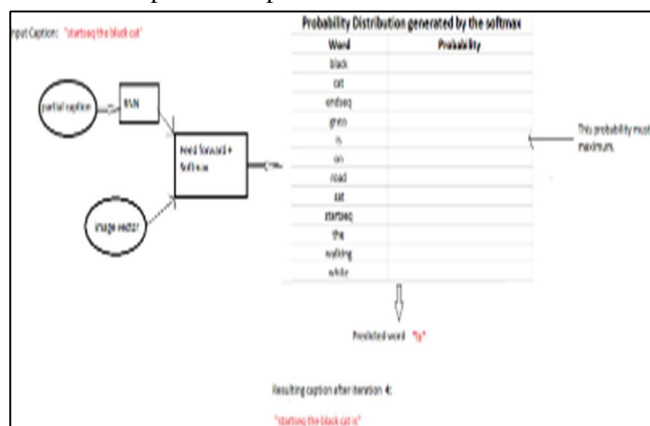 nput Caption: "startseq the black cat"
Probability Distribution generated by the softmax
Word Probability
black
cat
endseq
grass
is
on
road
sat
startseq
the
walking
white
partial caption
RNN
Feed forward +
Softmax
image vector
This probability must
maximum.
Predicted word "is"
Resulting caption after iteration 4:
"startseq the black cat is"